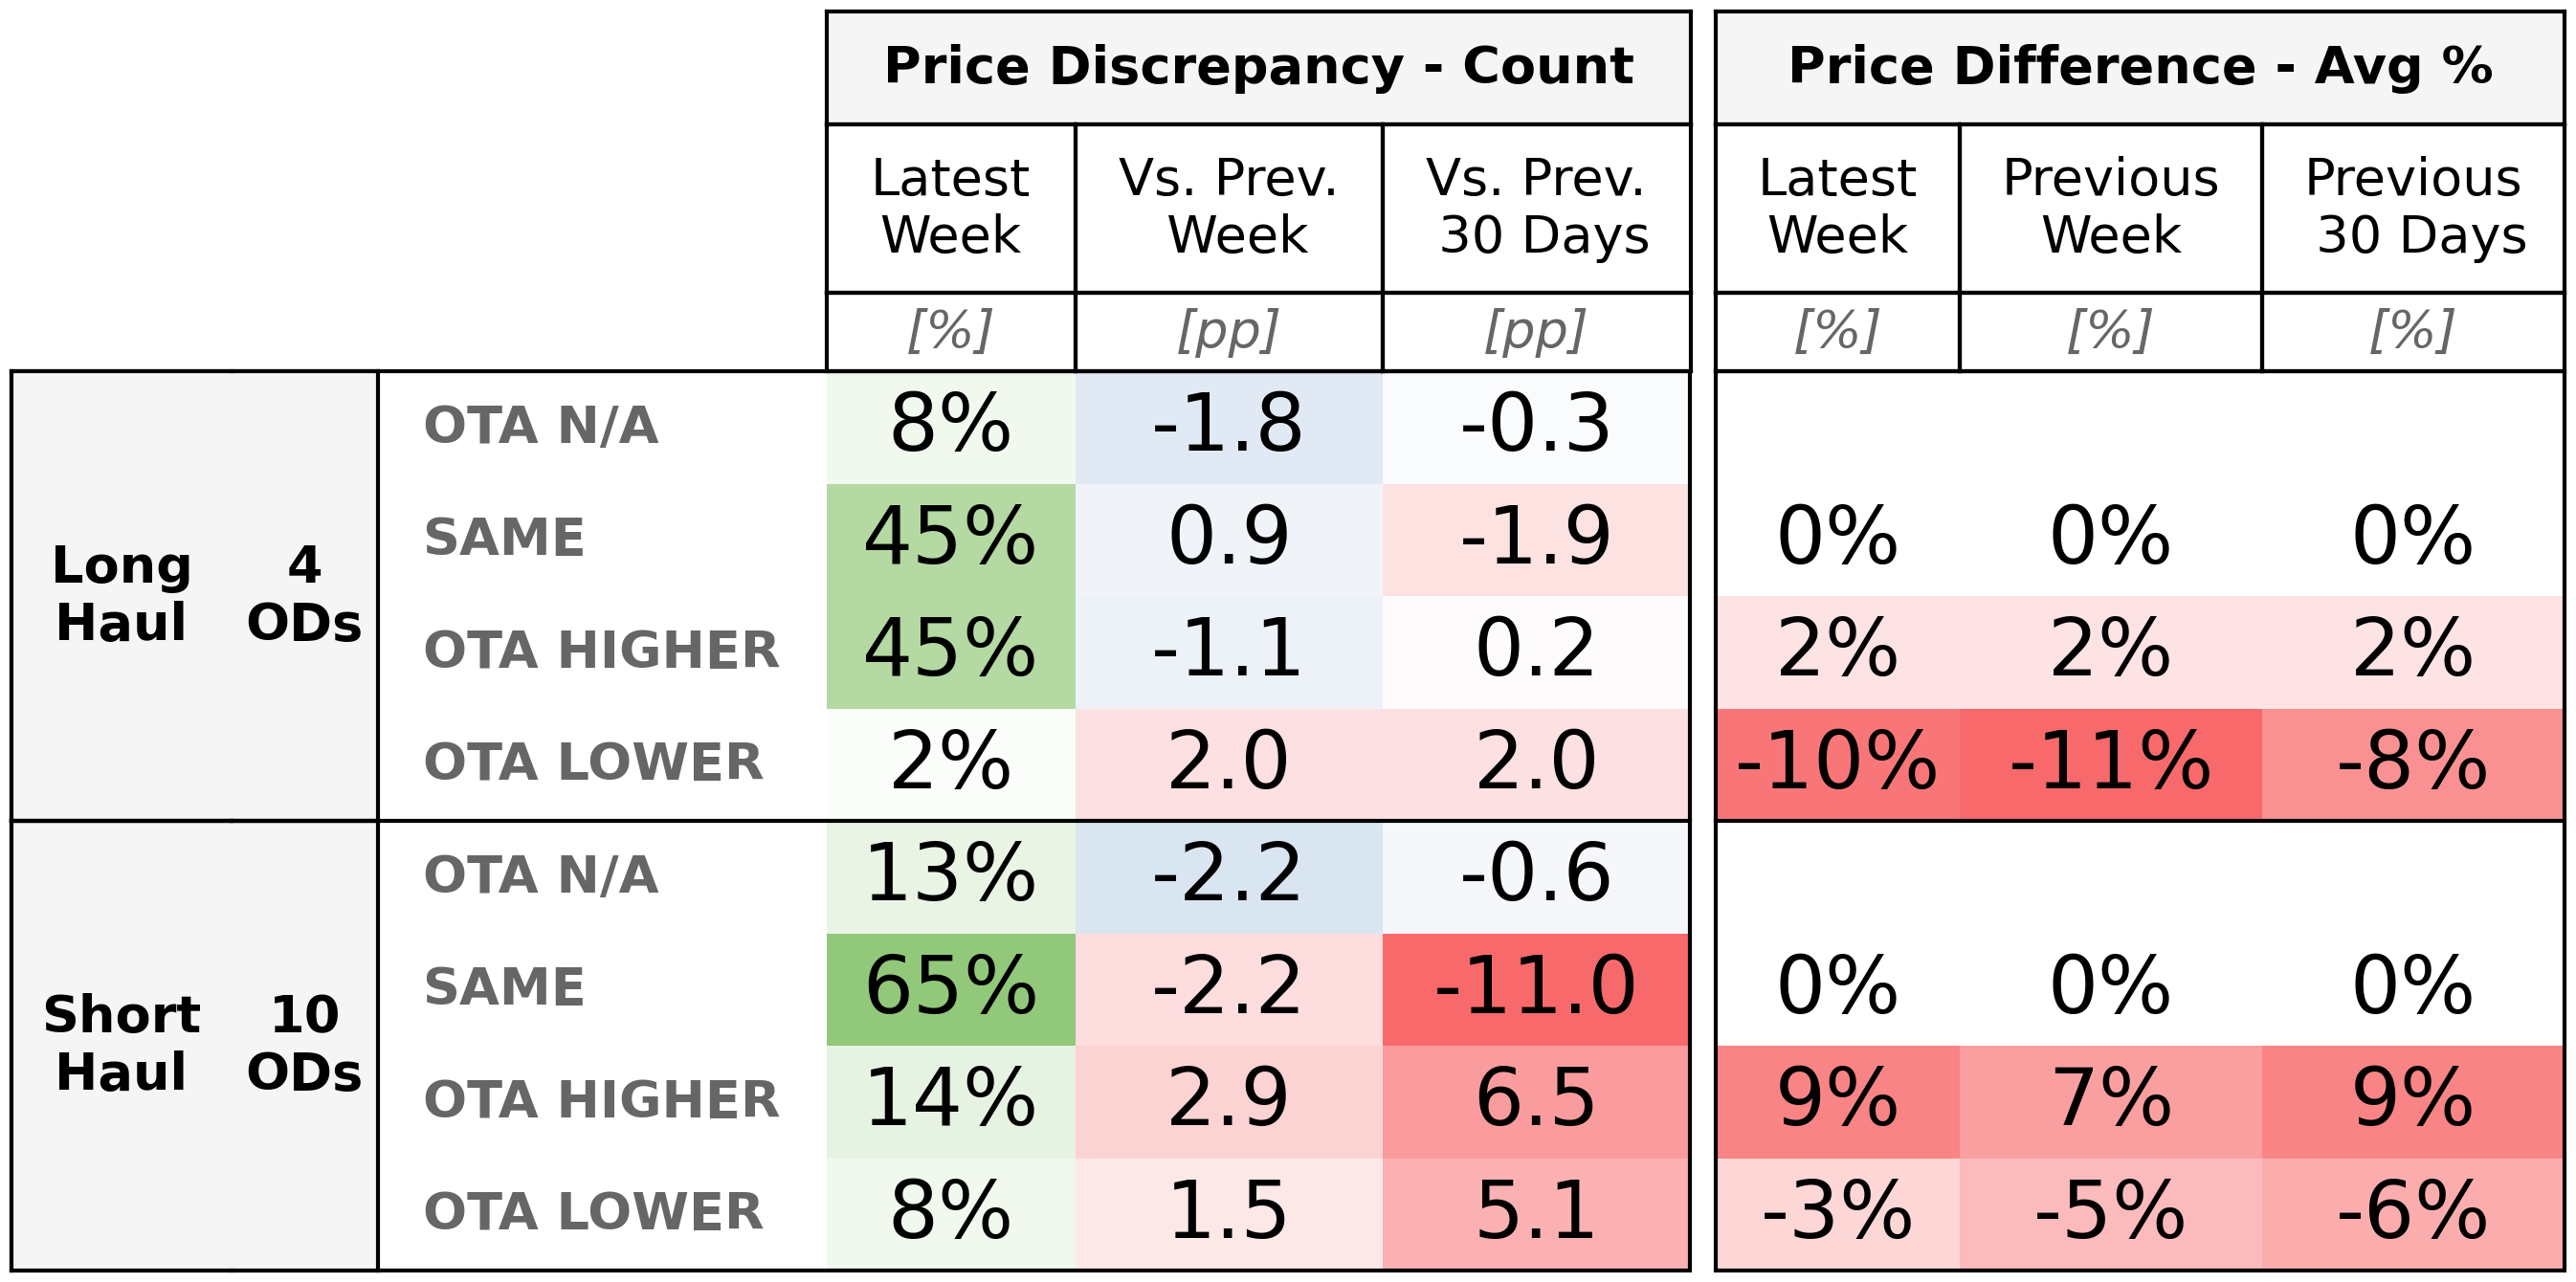 Price Discrepancy - Count Price Difference - Avg %
Latest Week Vs. Prev. Week Vs. Prev. 30 Days Latest Week Previous Week Previous 30 Days
[%] [pp] [pp] [%] [%] [%]
Long Haul 4 ODs
OTA N/A 8% -1.8 -0.3
SAME 45% 0.9 -1.9 0% 0% 0%
OTA HIGHER 45% -1.1 0.2 2% 2% 2%
OTA LOWER 2% 2.0 2.0 -10% -11% -8%
Short Haul 10 ODs
OTA N/A 13% -2.2 -0.6
SAME 65% -2.2 -11.0 0% 0% 0%
OTA HIGHER 14% 2.9 6.5 9% 7% 9%
OTA LOWER 8% 1.5 5.1 -3% -5% -6%